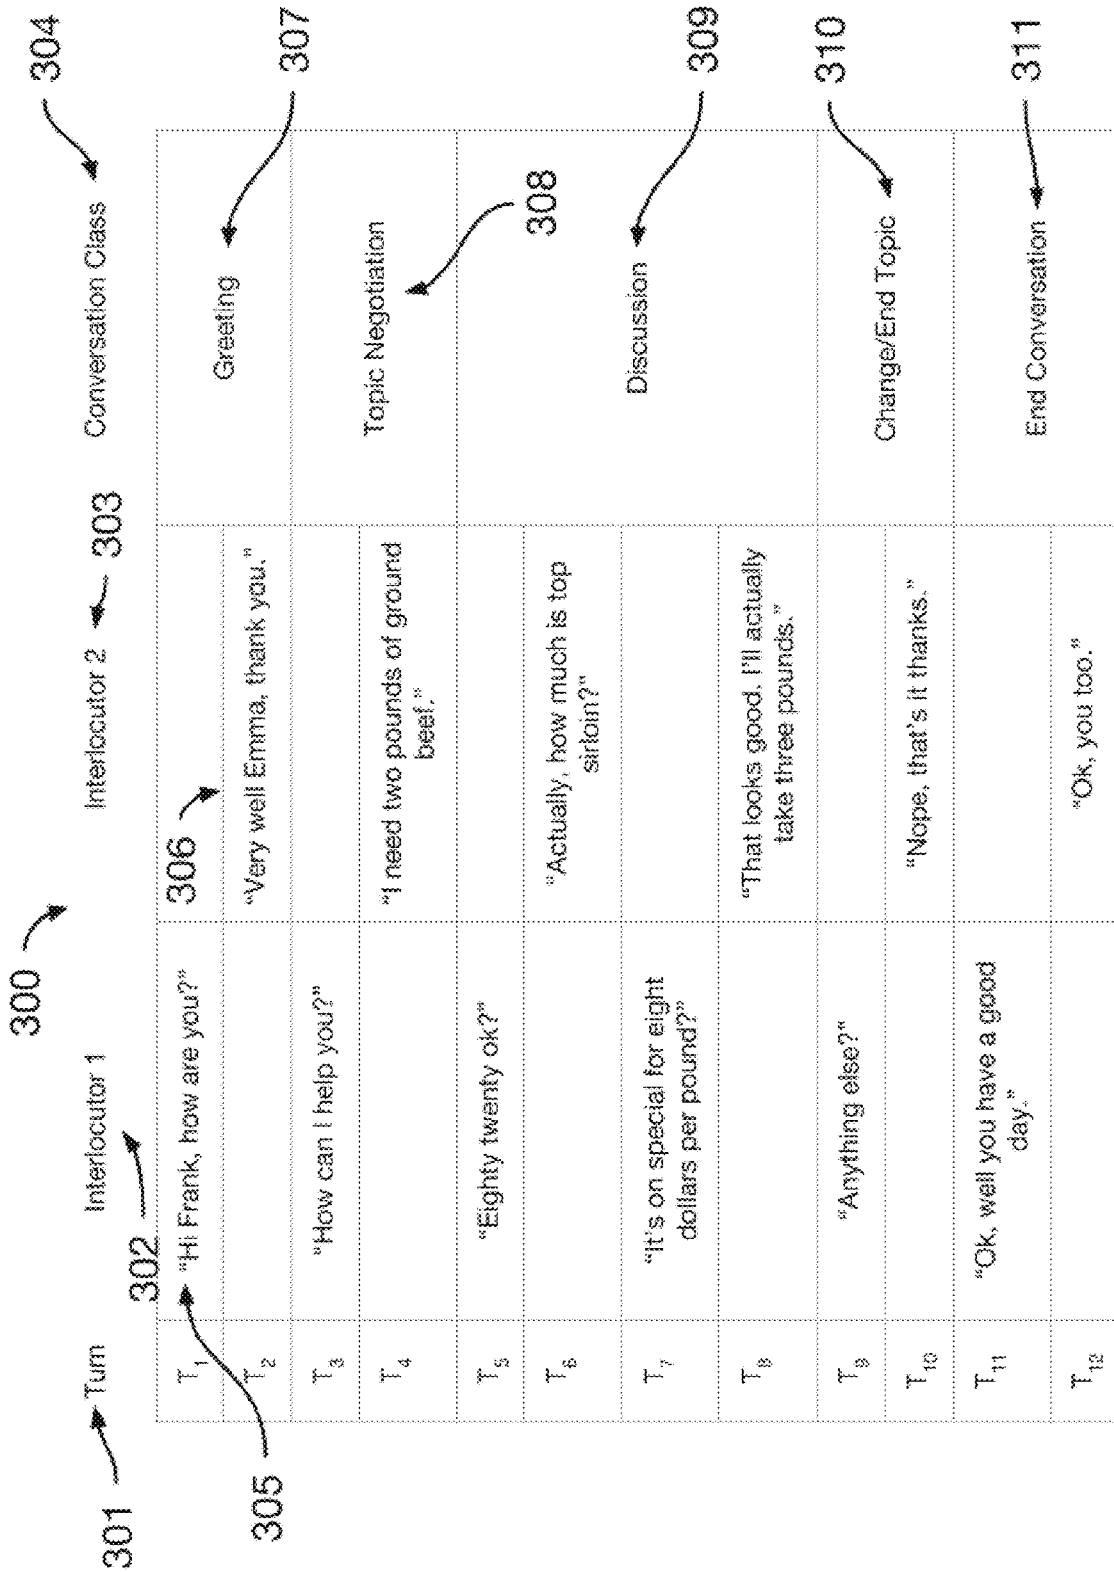 300
301
302
303
304
Turn
Interlocutor 1
Interlocutor 2
Conversation Class
T1
“Hi Frank, how are you?”
305
306
T2
“Very well Emma, thank you.”
Greeting
307
T3
“How can I help you?”
T4
“I need two pounds of ground
beef.”
Topic Negotiation
308
T5
“Eighty twenty ok?”
T6
“Actually, how much is top
sirloin?”
T7
“It's on special for eight
dollars per pound?”
T8
“That looks good. I'll actually
take three pounds.”
Discussion
309
T9
“Anything else?”
T10
“Nope, that's it thanks.”
Change/End Topic
310
T11
“Ok, well you have a good
day.”
T12
“Ok, you too.”
End Conversation
311